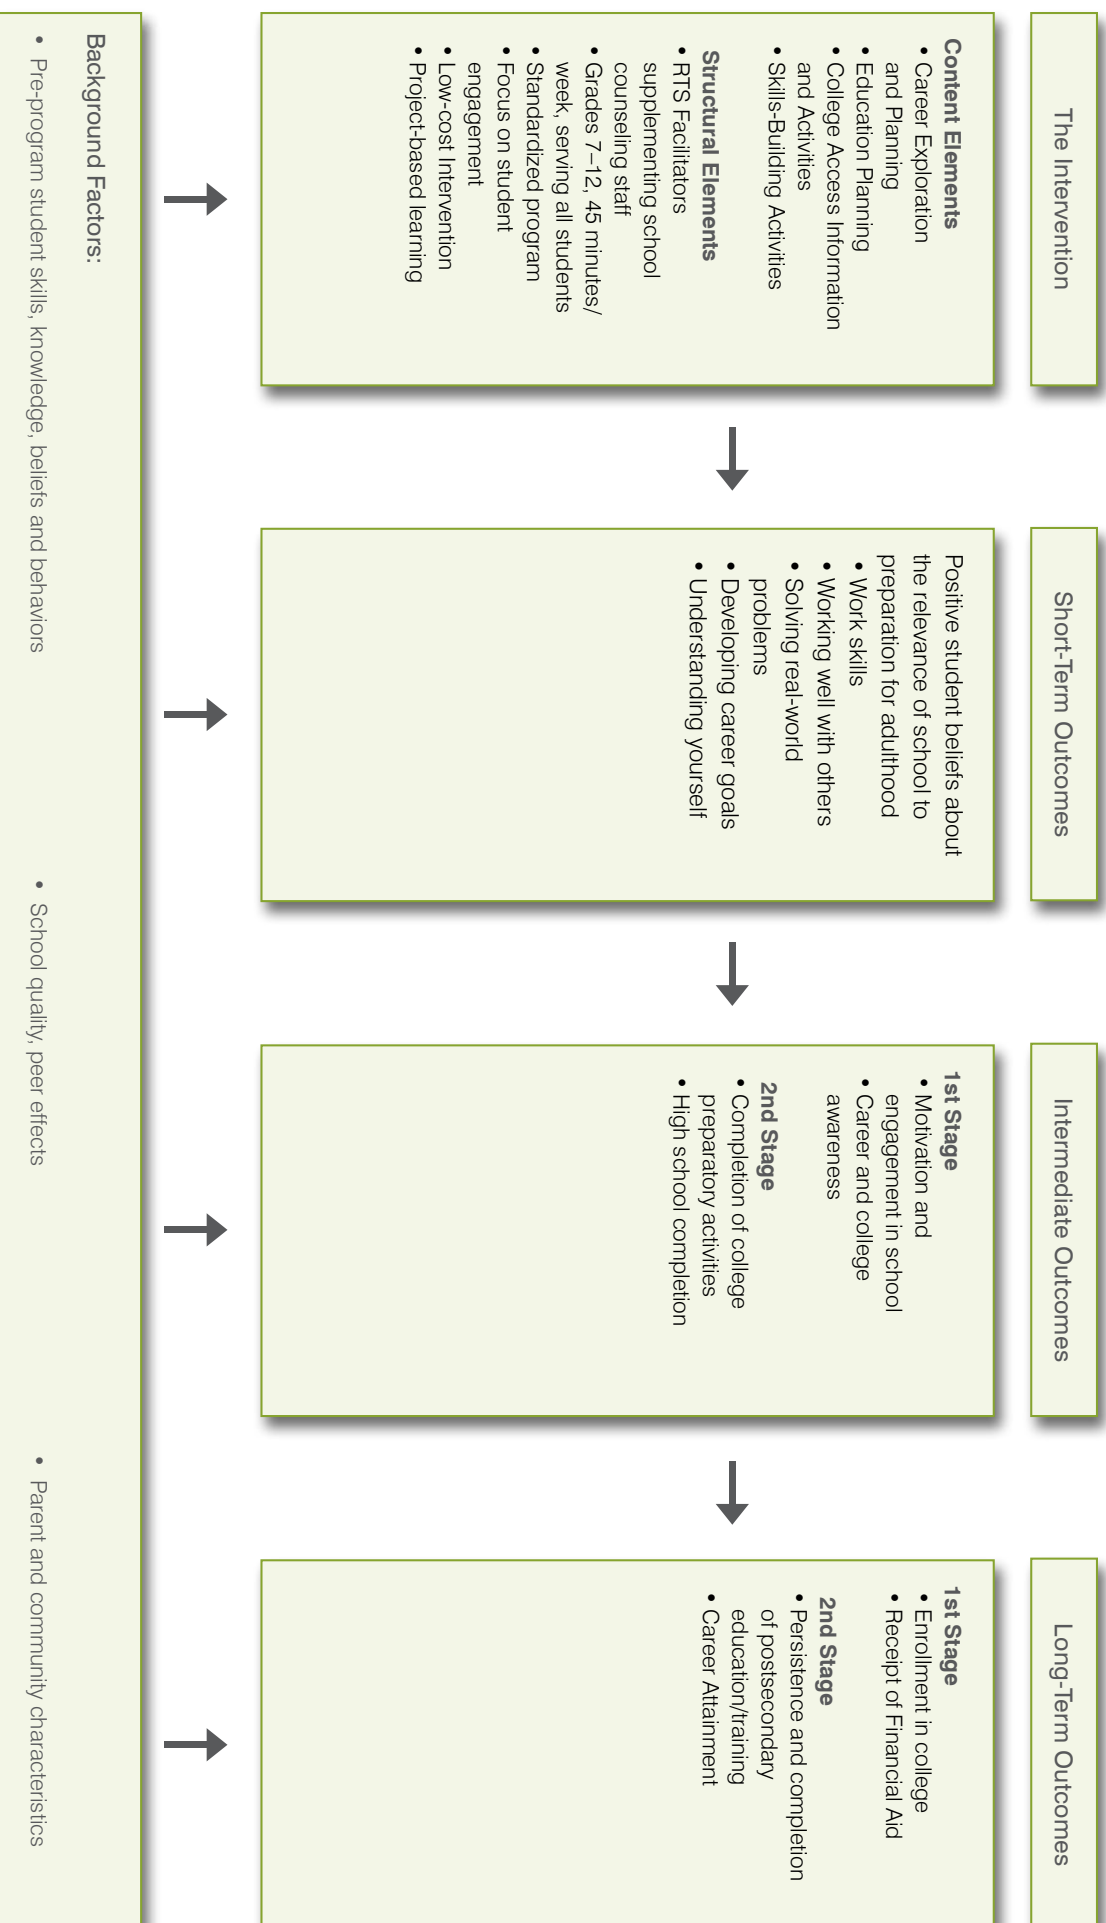 The Intervention
Content Elements
• Career Exploration
and Planning
• Education Planning
• College Access Information
and Activities
• Skills-Building Activities
Structural Elements
• RTS Facilitators
supplementing school
counseling staff
• Grades 7–12, 45 minutes/
week, serving all students
• Standardized program
• Focus on student
engagement
• Low-cost Intervention
• Project-based learning
Short-Term Outcomes
Positive student beliefs about
the relevance of school to
preparation for adulthood
• Work skills
• Working well with others
• Solving real-world
problems
• Developing career goals
• Understanding yourself
Intermediate Outcomes
1st Stage
• Motivation and
engagement in school
• Career and college
awareness
2nd Stage
• Completion of college
preparatory activities
• High school completion
Long-Term Outcomes
1st Stage
• Enrollment in college
• Receipt of Financial Aid
2nd Stage
• Persistence and completion
of postsecondary
education/training
• Career Attainment
Background Factors:
• Pre-program student skills, knowledge, beliefs and behaviors
• School quality, peer effects
• Parent and community characteristics